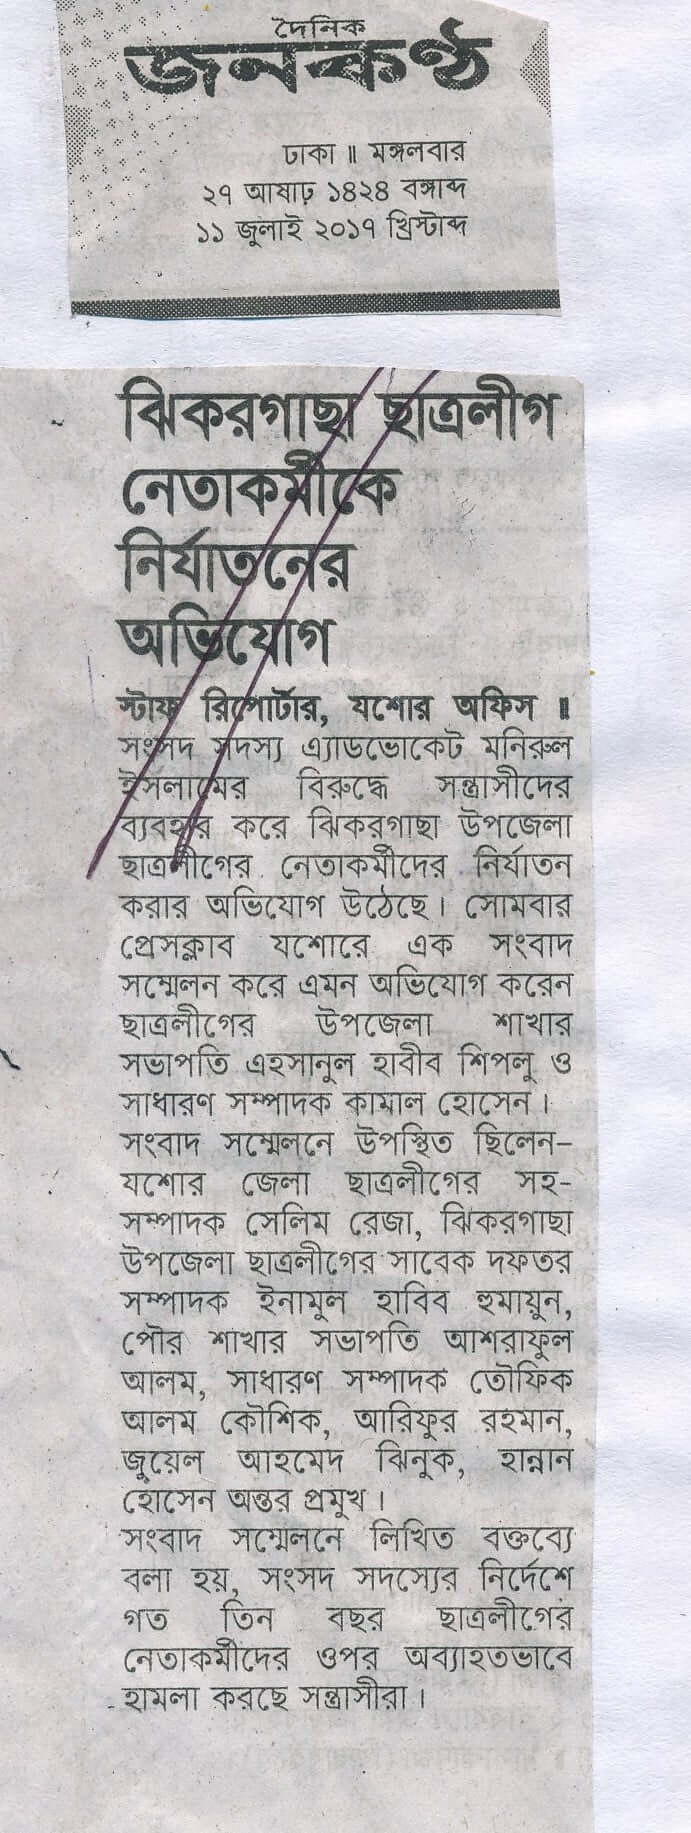 দৈনিক
জনকণ্ঠ
ঢাকা ॥ মঙ্গলবার
২৭ আষাঢ় ১৪২৪ বঙ্গাব্দ
১১ জুলাই ২০১৭ খ্রিস্টাব্দ
ঝিকরগাছা ছাত্রলীগ
নেতাকর্মীকে
নির্যাতনের
অভিযোগ
স্টাফ রিপোর্টার, যশোর অফিস ॥
সংসদ সদস্য এ্যাডভোকেট মনিরুল
ইসলামের বিরুদ্ধে সন্ত্রাসীদের
ব্যবহার করে ঝিকরগাছা উপজেলা
ছাত্রলীগের নেতাকর্মীদের নির্যাতন
করার অভিযোগ উঠেছে। সোমবার
প্রেসক্লাব যশোরে এক সংবাদ
সম্মেলন করে এমন অভিযোগ করেন
ছাত্রলীগের উপজেলা শাখার
সভাপতি এহসানুল হাবীব শিপলু ও
সাধারণ সম্পাদক কামাল হোসেন।
সংবাদ সম্মেলনে উপস্থিত ছিলেন–
যশোর জেলা ছাত্রলীগের সহ-
সম্পাদক সেলিম রেজা, ঝিকরগাছা
উপজেলা ছাত্রলীগের সাবেক দফতর
সম্পাদক ইনামুল হাবিব হুমায়ুন,
পৌর শাখার সভাপতি আশরাফুল
আলম, সাধারণ সম্পাদক তৌফিক
আলম কৌশিক, আরিফুর রহমান,
জুয়েল আহমেদ ঝিনুক, হান্নান
হোসেন অন্তর প্রমুখ।
সংবাদ সম্মেলনে লিখিত বক্তব্যে
বলা হয়, সংসদ সদস্যের নির্দেশে
গত তিন বছর ছাত্রলীগের
নেতাকর্মীদের ওপর অব্যাহতভাবে
হামলা করছে সন্ত্রাসীরা।